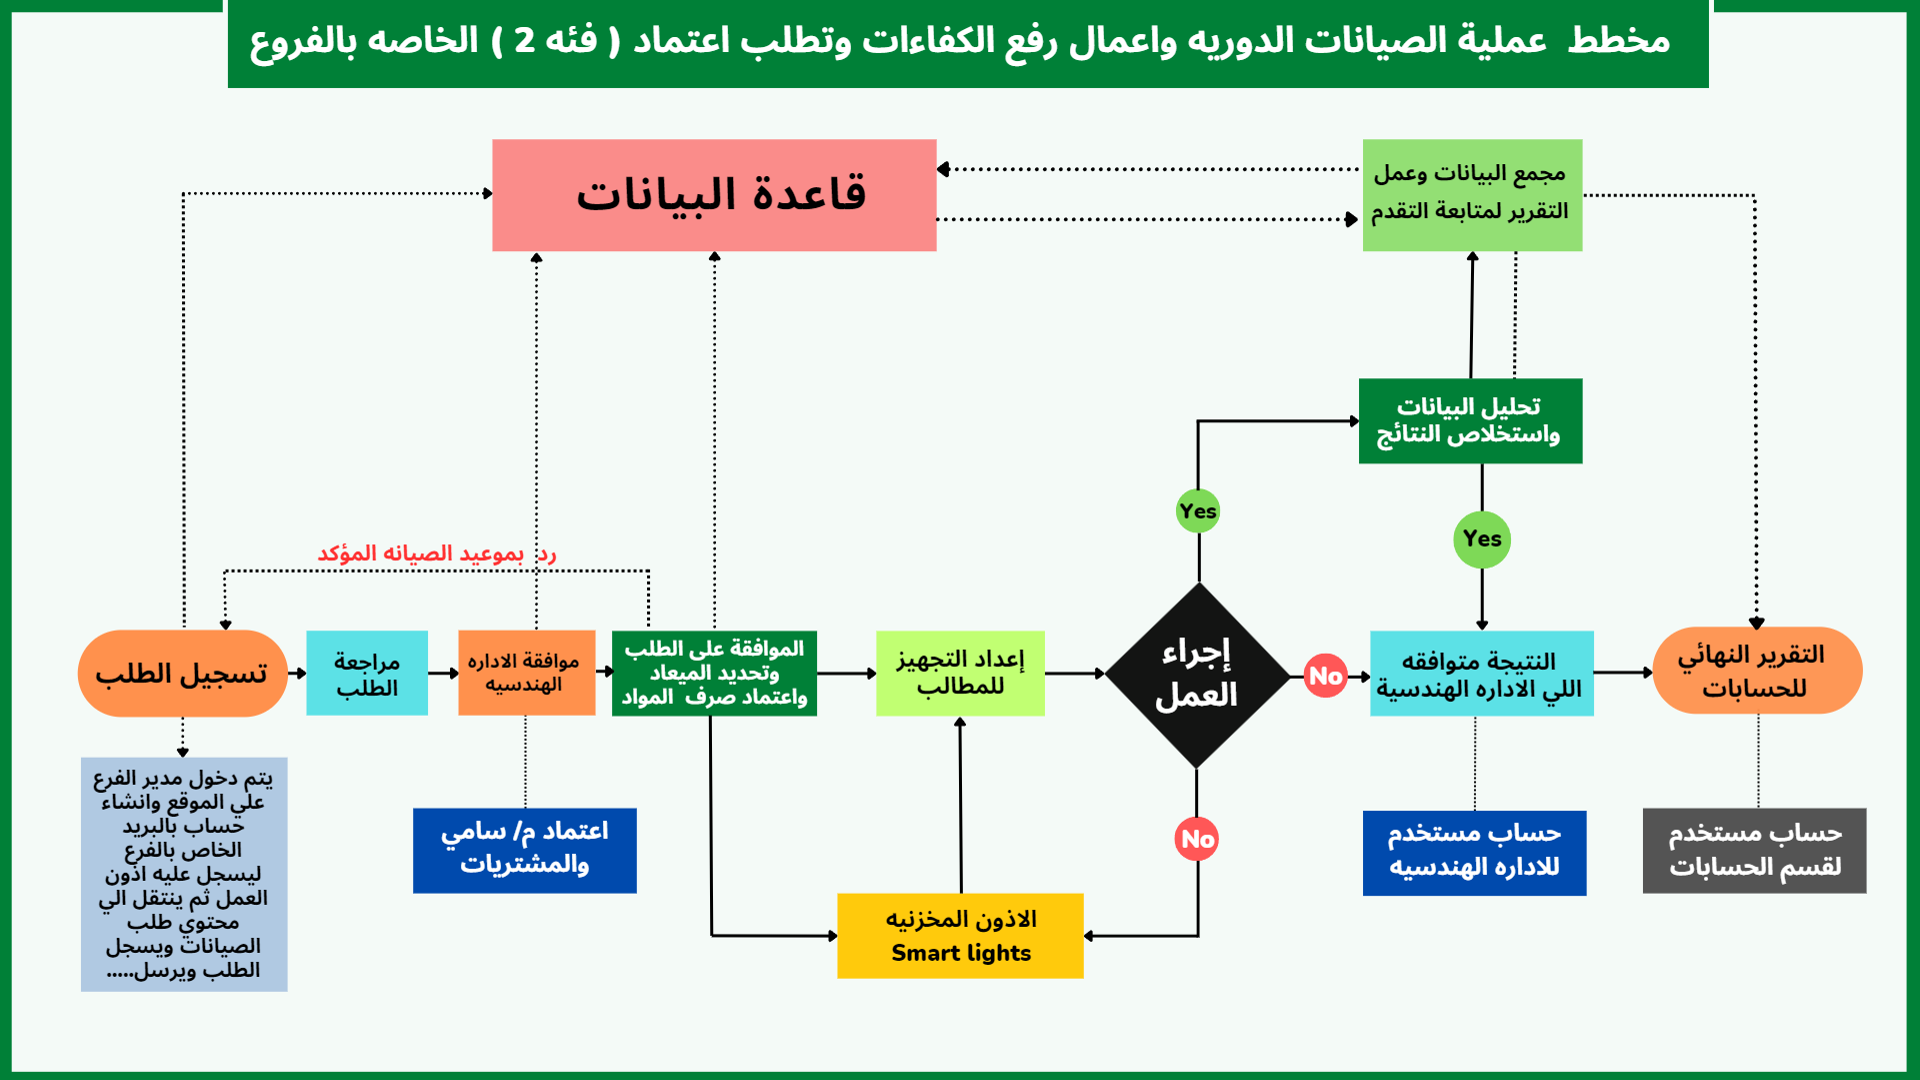 مخطط عملية الصيانات الدوريه واعمال رفع الكفاءات وتطلب اعتماد ( فئه 2 ) الخاصه بالفروع
قاعدة البيانات
مجمع البيانات وعمل
التقرير لمتابعة التقدم
تحليل البيانات
واستخلاص النتائج
Yes
Yes
رد بموعيد الصيانه المؤكد
تسجيل الطلب
مراجعة
الطلب
موافقة الاداره
الهندسيه
الموافقة على الطلب
وتحديد الميعاد
واعتماد صرف المواد
إعداد التجهيز
للمطالب
إجراء
العمل
No
النتيجة متوافقه
اللي الاداره الهندسية
التقرير النهائي
للحسابات
يتم دخول مدير الفرع
علي الموقع وانشاء
حساب بالبريد
الخاص بالفرع
ليسجل عليه اذون
العمل ثم ينتقل الي
محتوي طلب
الصيانات ويسجل
الطلب ويرسل.....
اعتماد م/ سامي
والمشتريات
No
الاذون المخزنيه
Smart lights
حساب مستخدم
للاداره الهندسيه
حساب مستخدم
لقسم الحسابات